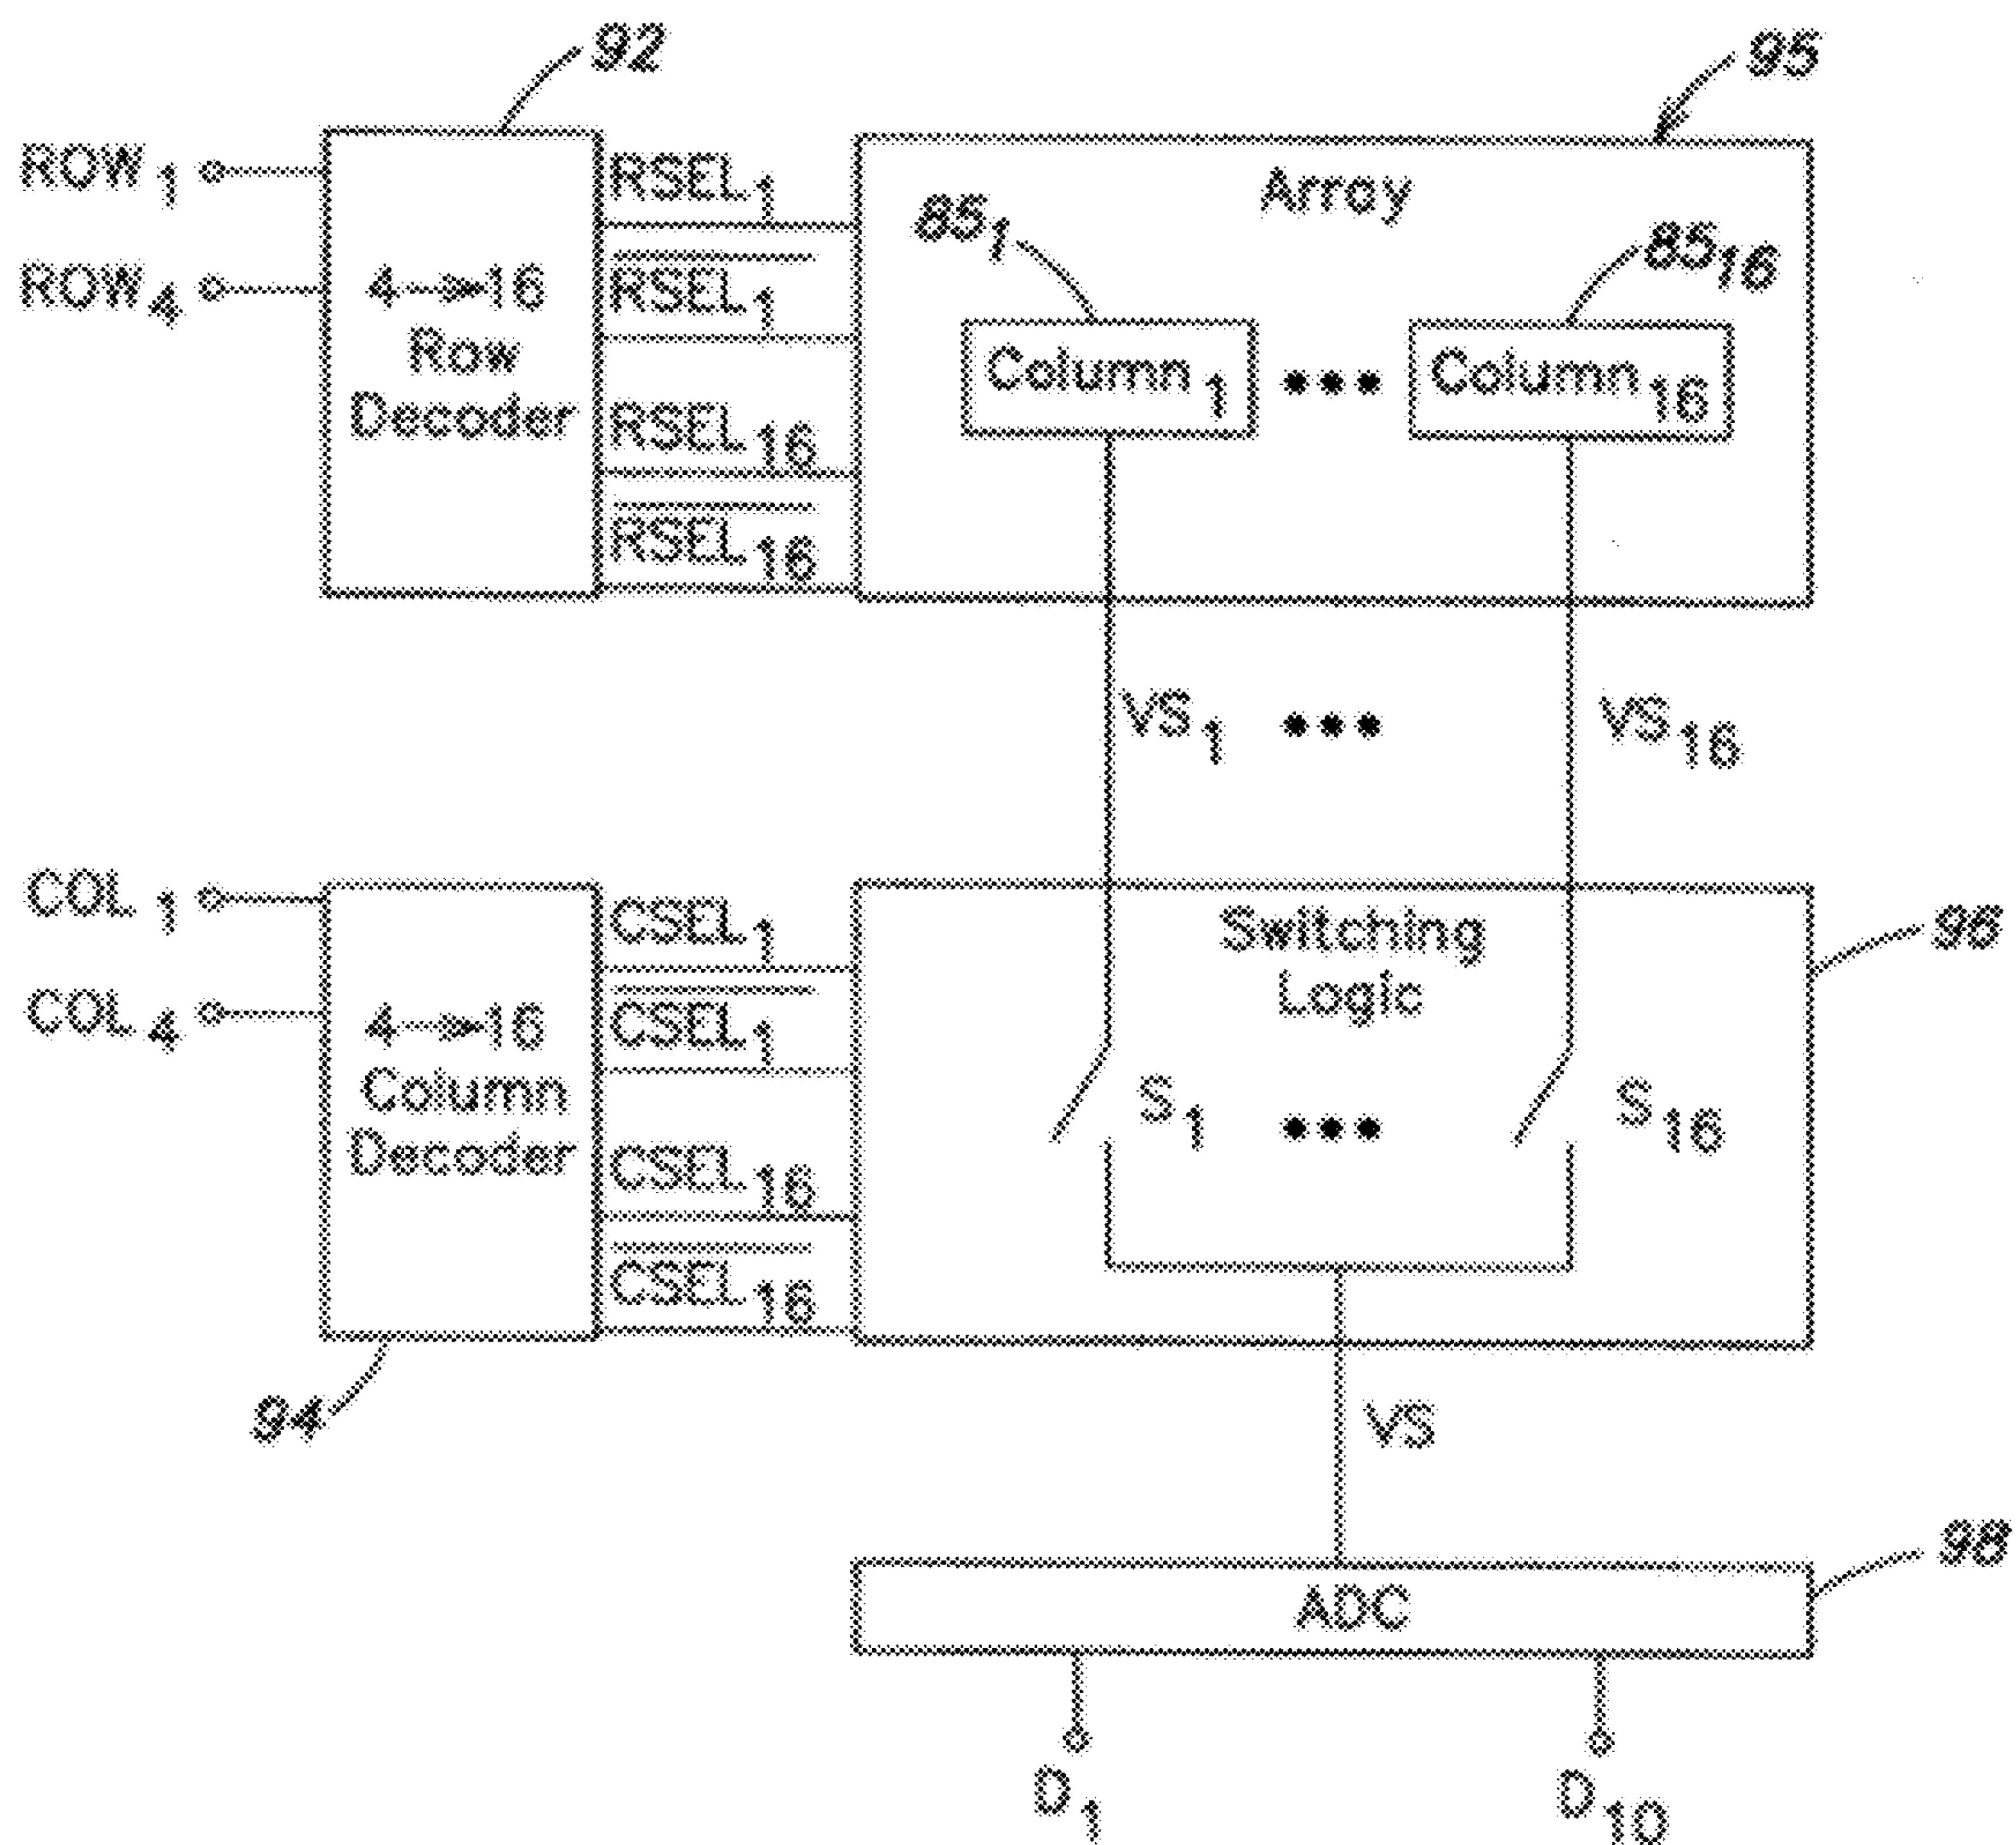 92
95
ROW1
RSEL1
Array
851
8516
ROW4
4→16
RSEL1
Row
Column1
Column16
Decoder
RSEL16
RSEL16
VS1
VS16
COL1
CSEL1
Switching
96
Logic
COL4
4→16
CSEL1
Column
S1
S16
Decoder
CSEL16
CSEL16
94
VS
98
ADC
D1
D10